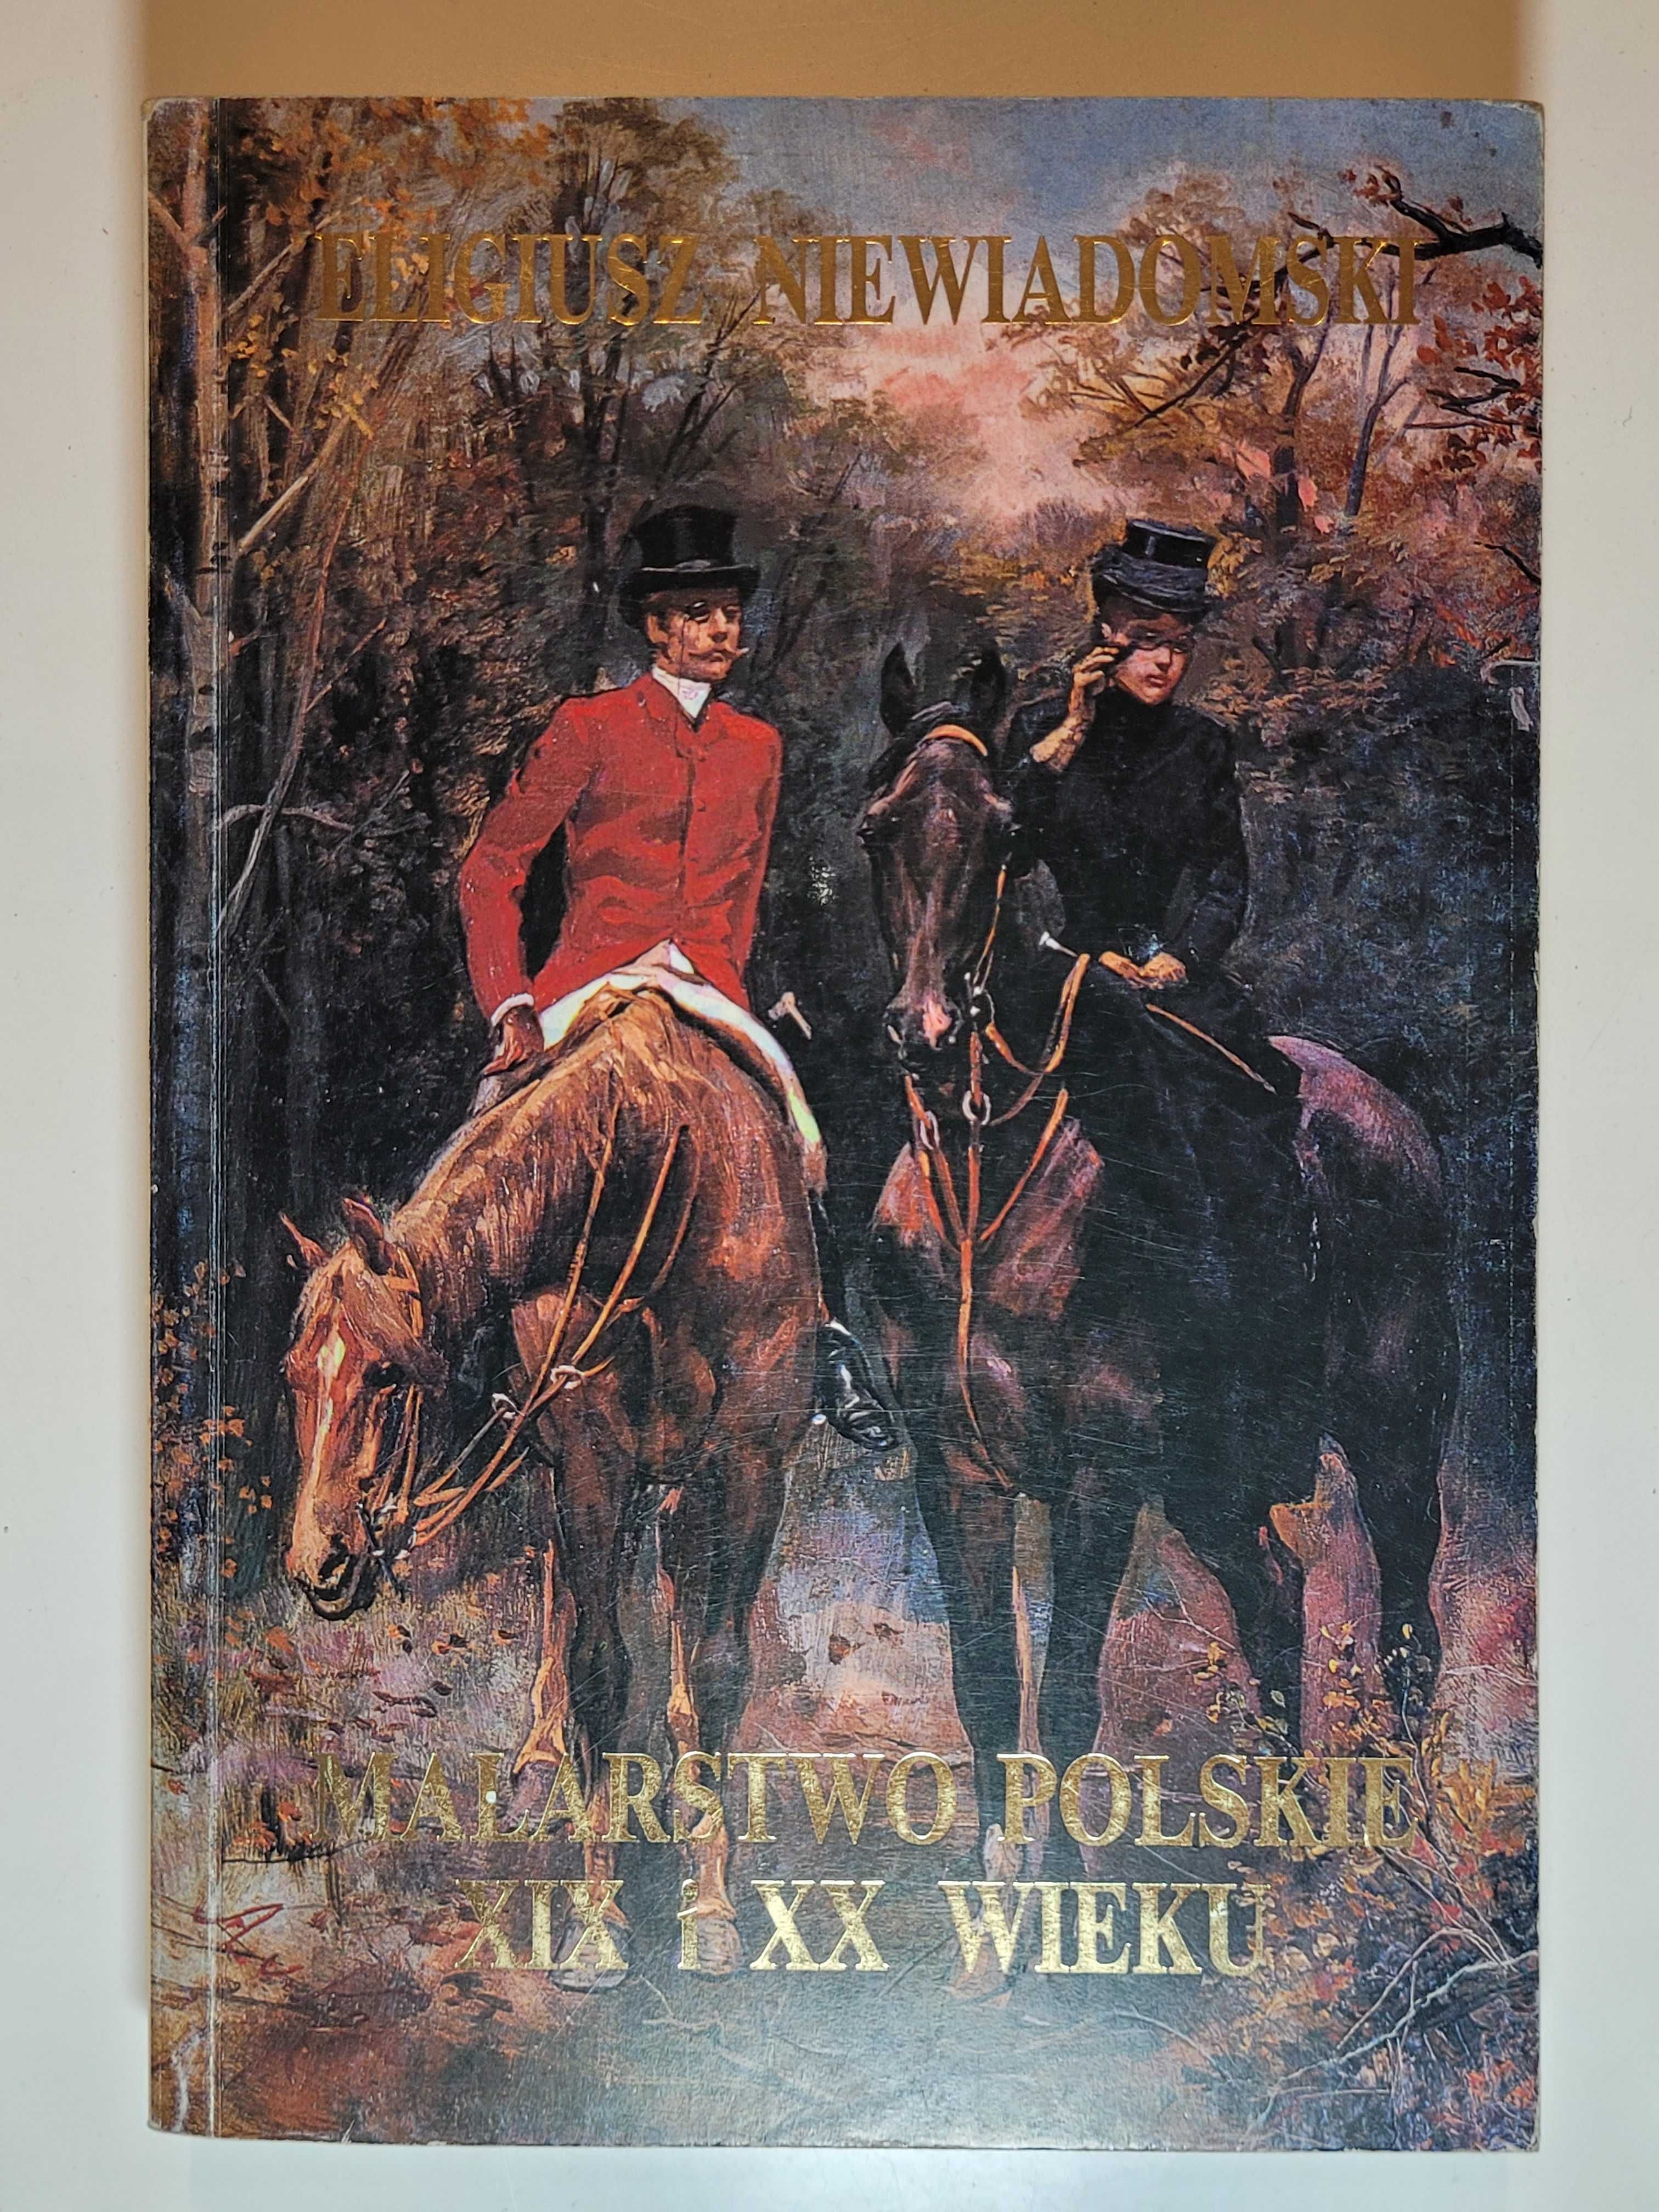 ELIGIUSZ NIEWIADOMSKI
MALARSTWO POLSKIE
XIX i XX WIEKU